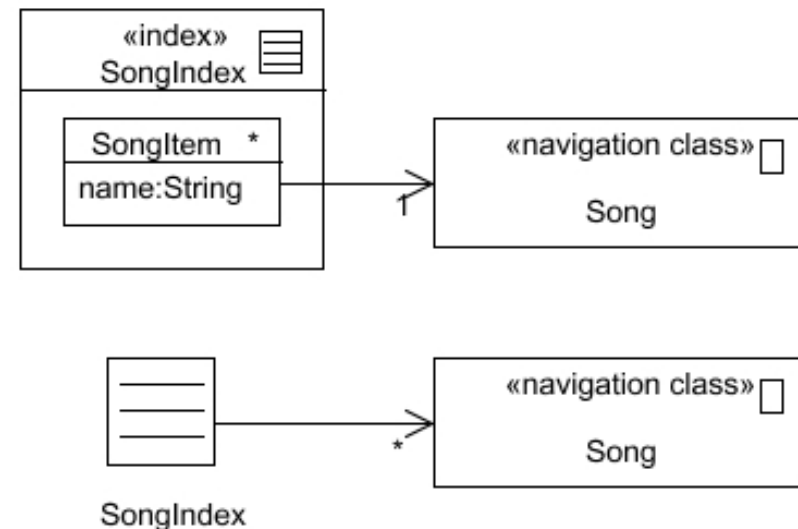 «index»
SongIndex
SongItem *
name:String
1
«navigation class»
Song
SongIndex
*
«navigation class»
Song